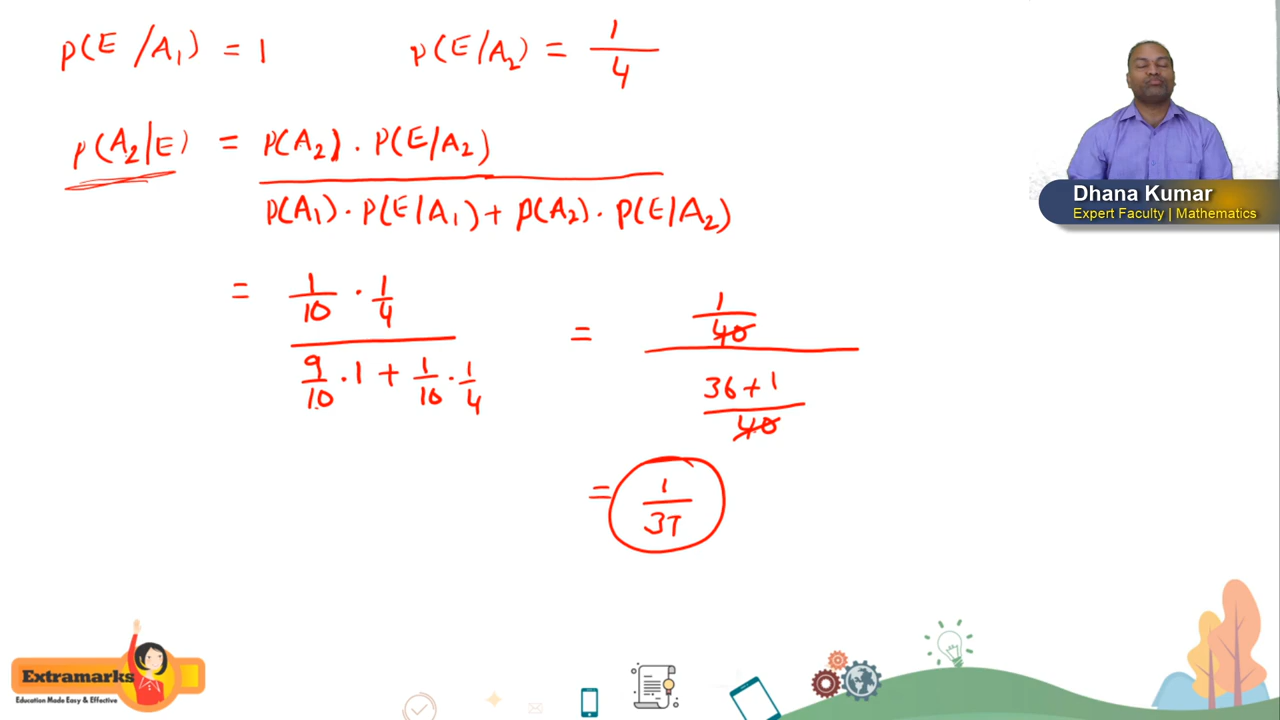 P(E/A₁) = 1
P(E/A₂) = 1/4
P(A₂|E) = P(A₂) . P(E/A₂) / P(A₁) . P(E/A₁) + P(A₂) . P(E/A₂)
= 1/10 . 1/4 / 9/10 . 1 + 1/10 . 1/4
= 1/40 / 36+1/40
= 1/37
Dhana Kumar
Expert Faculty | Mathematics
Extramarks
Education Made Easy & Effective